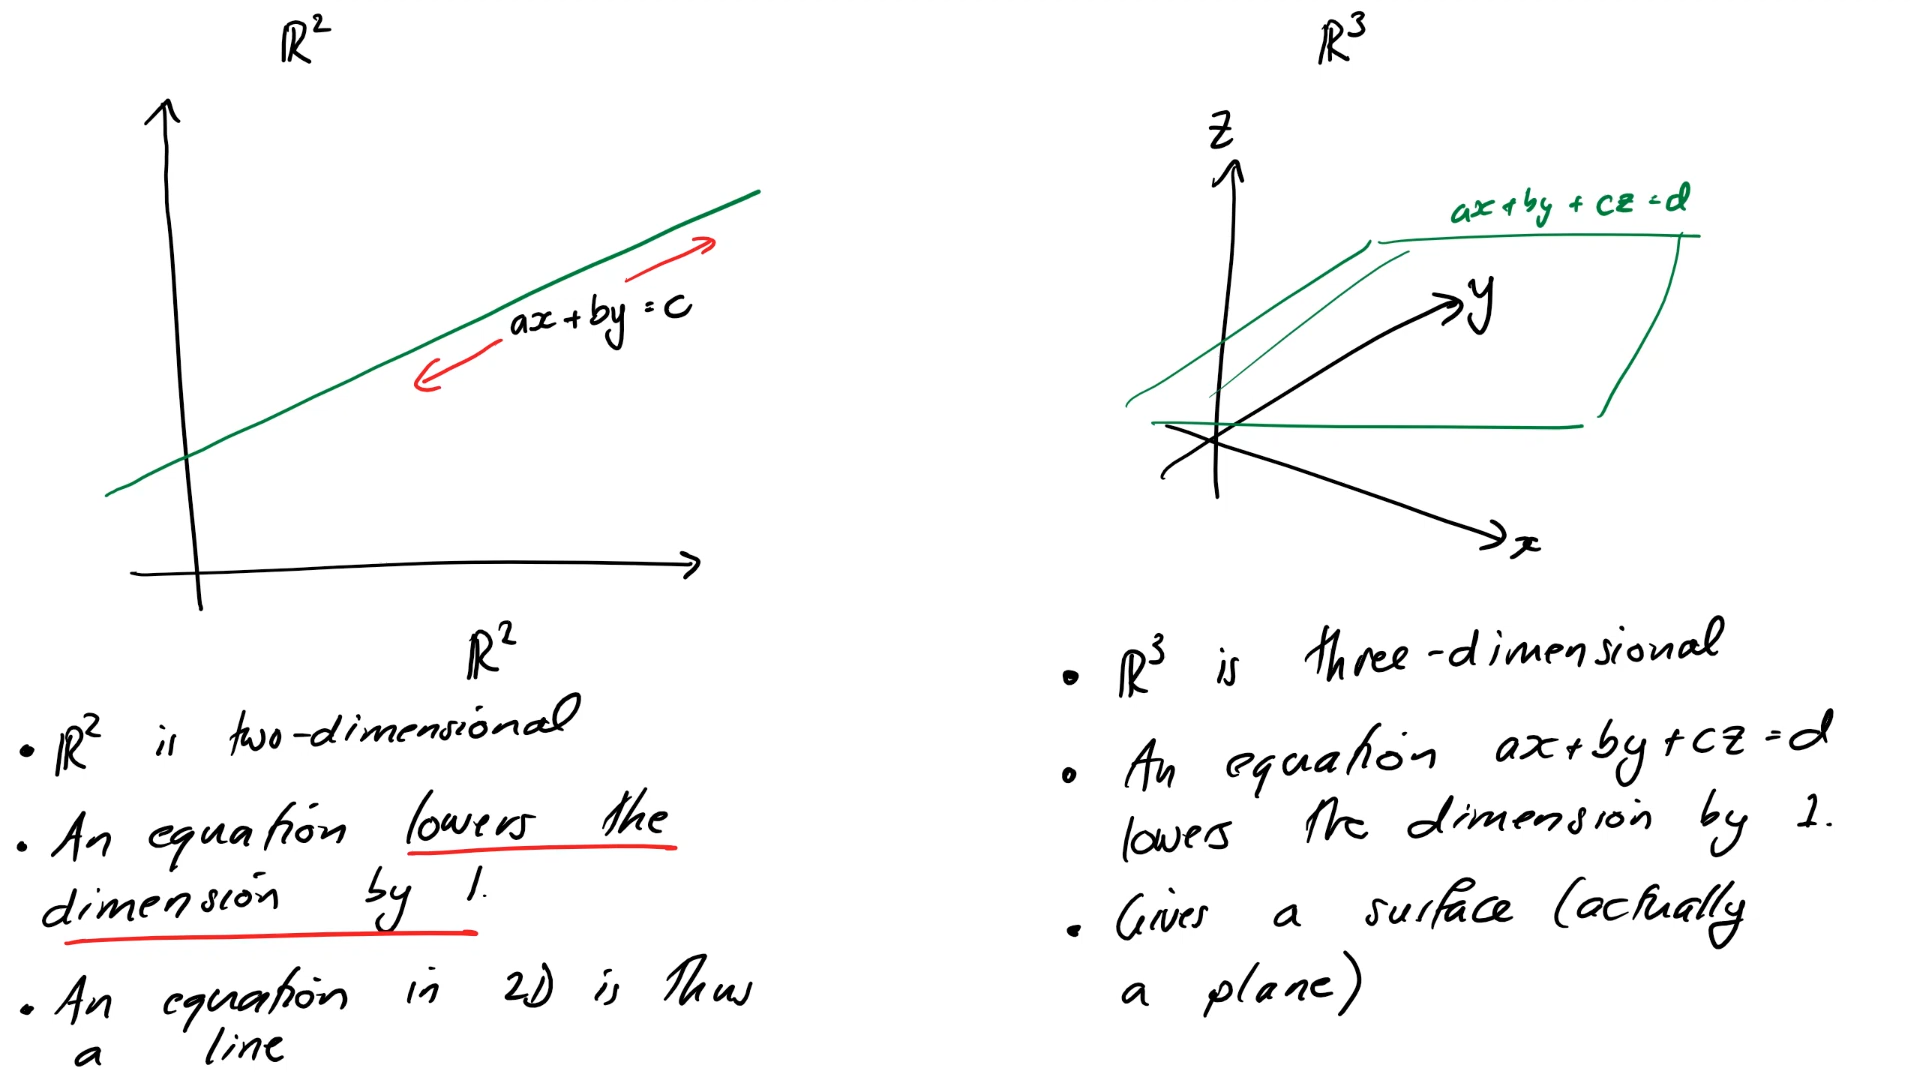 ℝ²
ax+by=c
ℝ²
• ℝ² is two-dimensional
• An equation lowers the
dimension by 1.
• An equation in 2D is thus
a line
ℝ³
z
ax+by+cz=d
y
x
• ℝ³ is three-dimensional
• An equation ax+by+cz=d
lowers the dimension by 1.
• Gives a surface (actually
a plane)